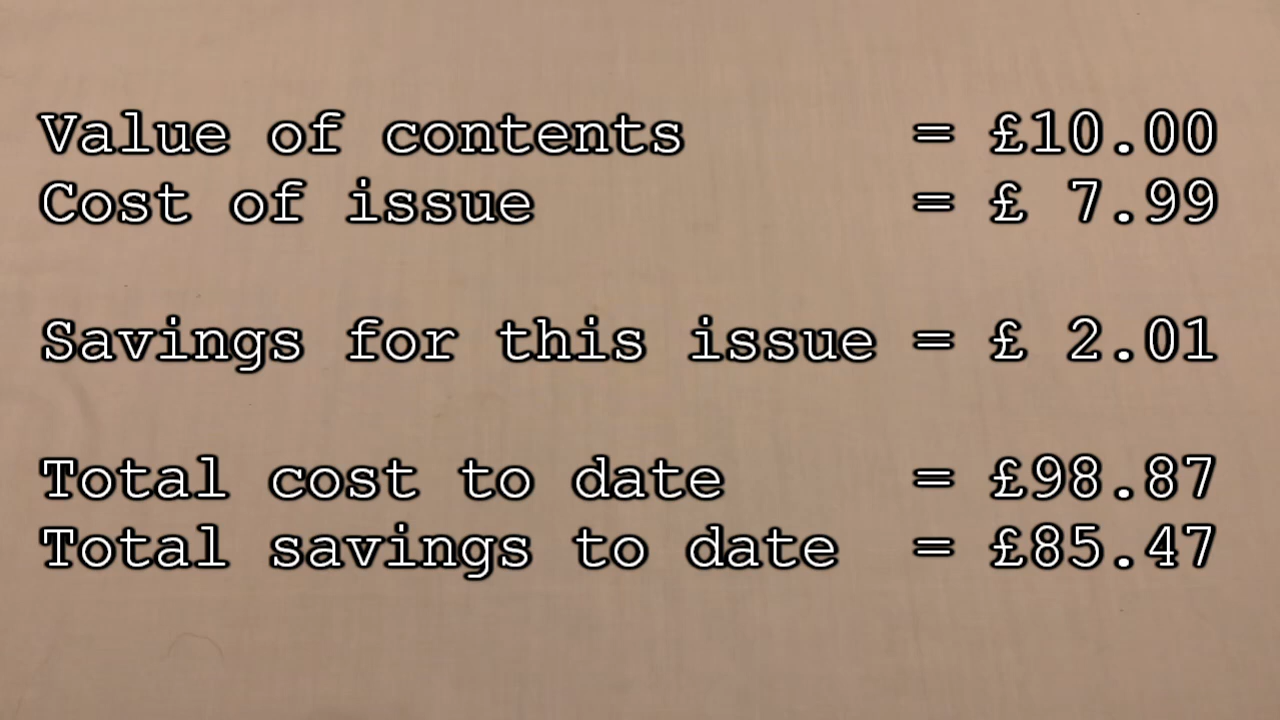 Value of contents = £10.00
Cost of issue = £ 7.99
Savings for this issue = £ 2.01
Total cost to date = £98.87
Total savings to date = £85.47